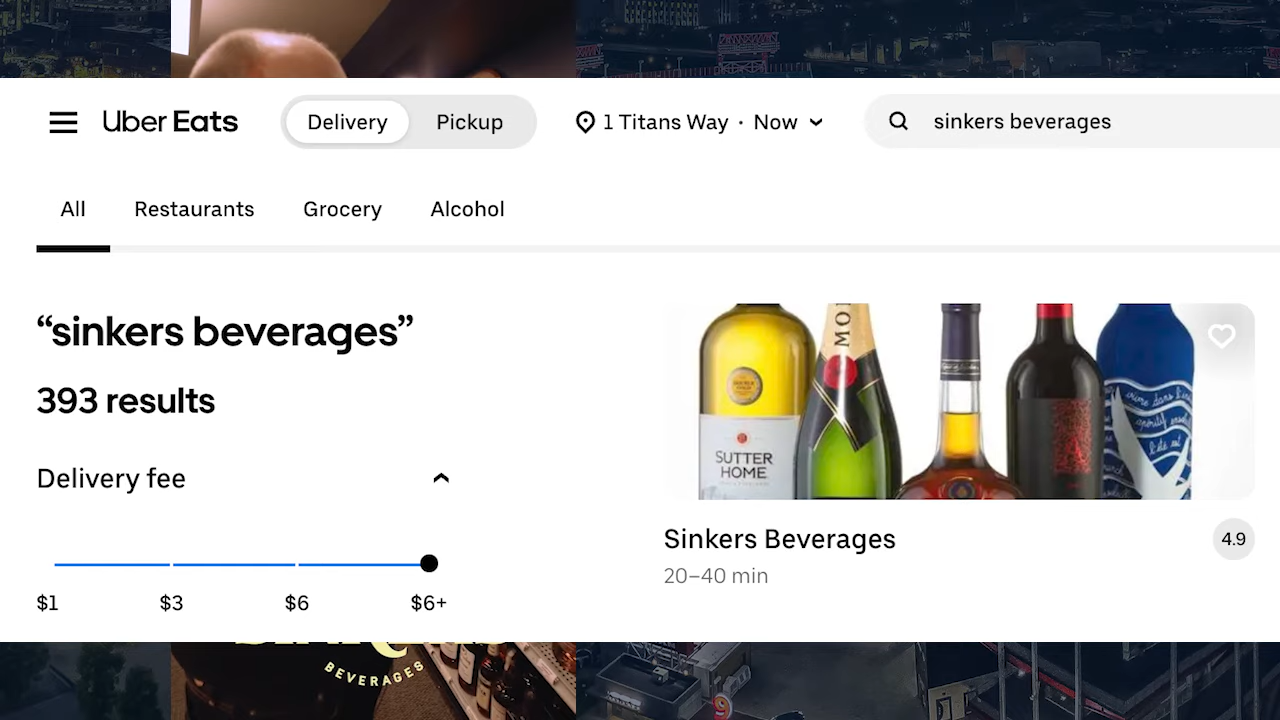 Uber Eats
Delivery
Pickup
1 Titans Way • Now
sinkers beverages
All
Restaurants
Grocery
Alcohol
“sinkers beverages”
393 results
Delivery fee
$1
$3
$6
$6+
MO
SUTTER
HOME
Sinkers Beverages
4.9
20–40 min
BEVERAGES